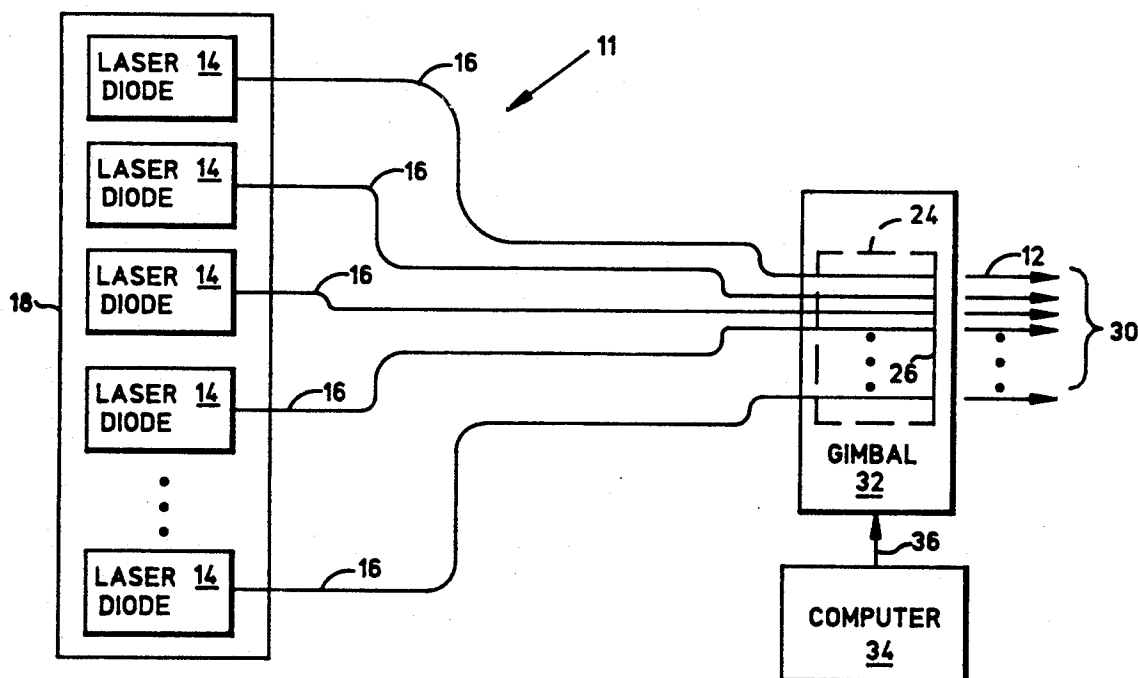 11
LASER 14
DIODE
16
LASER 14
DIODE
16
LASER 14
DIODE
16
18
LASER 14
DIODE
16
LASER 14
DIODE
16
24
12
26
30
GIMBAL
32
36
COMPUTER
34